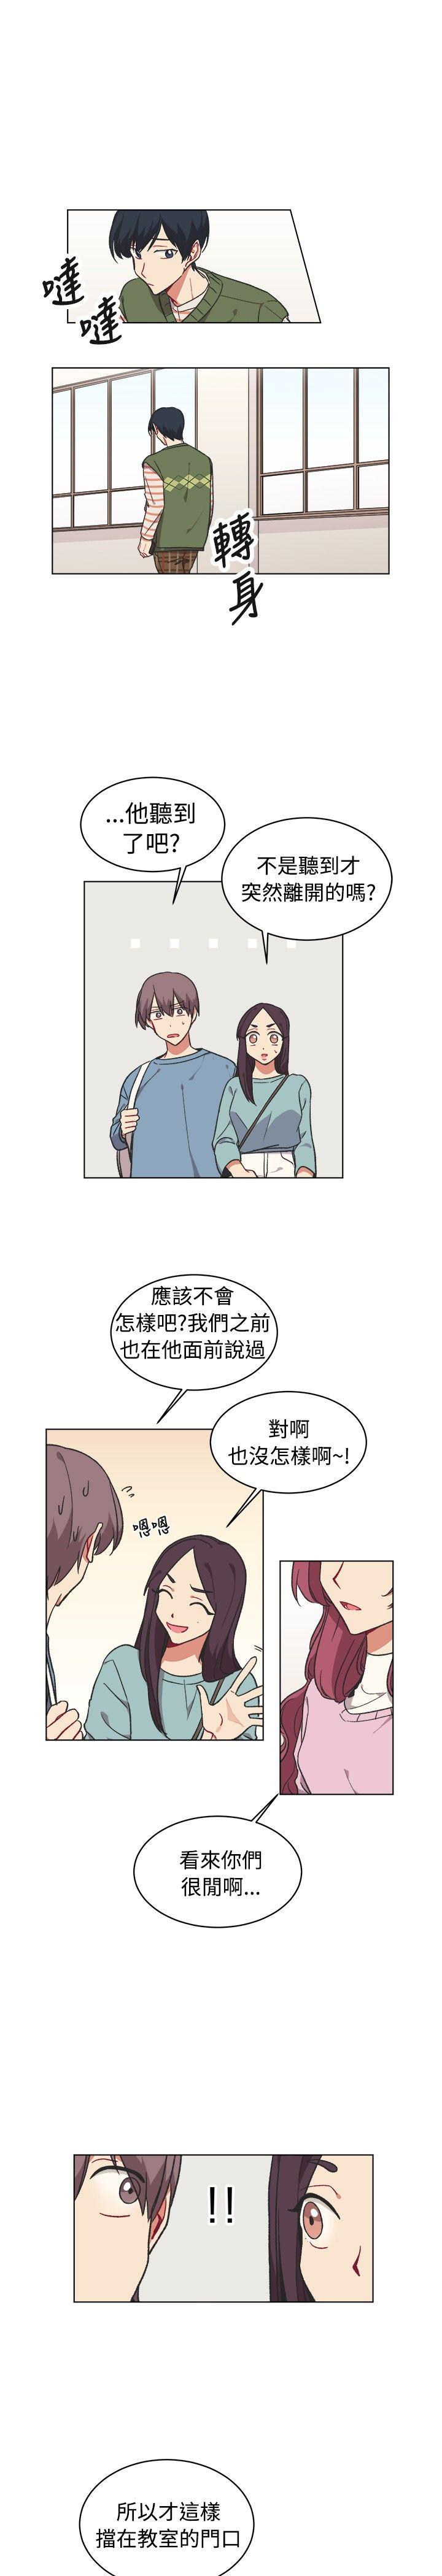 噠
噠
轉
身
...他聽到
了吧?
不是聽到才
突然離開的嗎?
應該不會
怎樣吧?我們之前
也在他面前說過
對啊
也沒怎樣啊~!
嗯嗯
看來你們
很閒啊...
!!
所以才這樣
擋在教室的門口